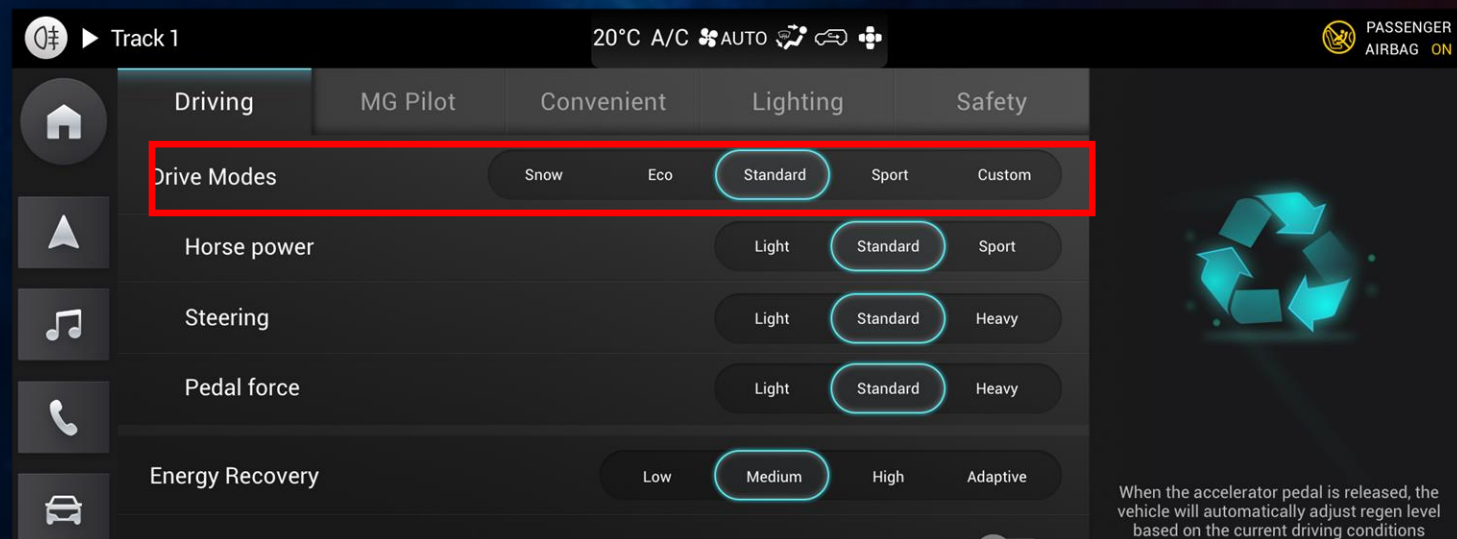 Track 1
20°C A/C AUTO
PASSENGER
AIRBAG ON
Driving MG Pilot Convenient Lighting Safety
Drive Modes Snow Eco Standard Sport Custom
Horse power Light Standard Sport
Steering Light Standard Heavy
Pedal force Light Standard Heavy
Energy Recovery Low Medium High Adaptive
When the accelerator pedal is released, the
vehicle will automatically adjust regen level
based on the current driving conditions